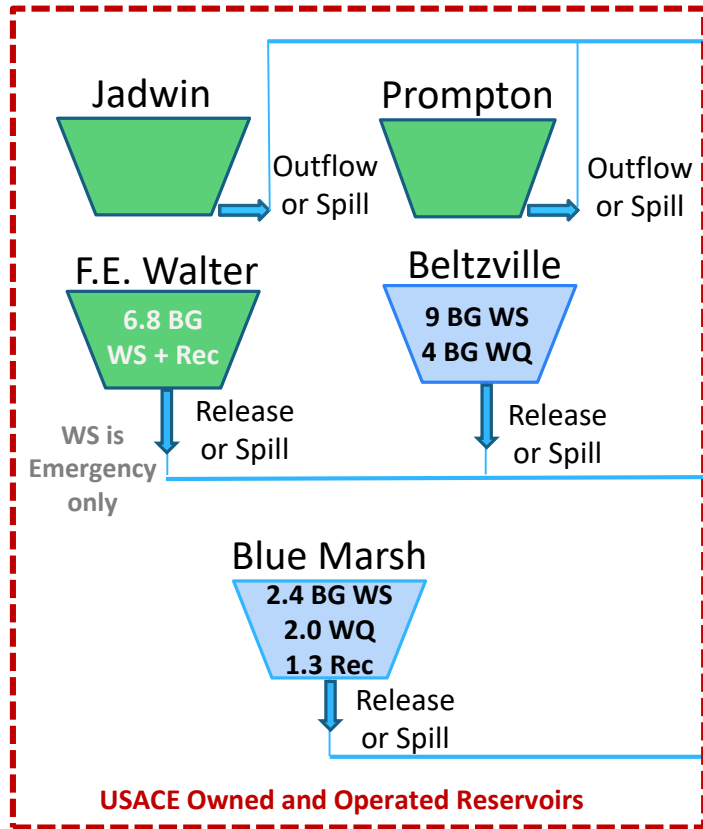 Jadwin
Prompton
Outflow
or Spill
Outflow
or Spill
F.E. Walter
Beltzville
6.8 BG
WS + Rec
9 BG WS
4 BG WQ
Release
or Spill
Release
or Spill
WS is
Emergency
only
Blue Marsh
2.4 BG WS
2.0 WQ
1.3 Rec
Release
or Spill
USACE Owned and Operated Reservoirs